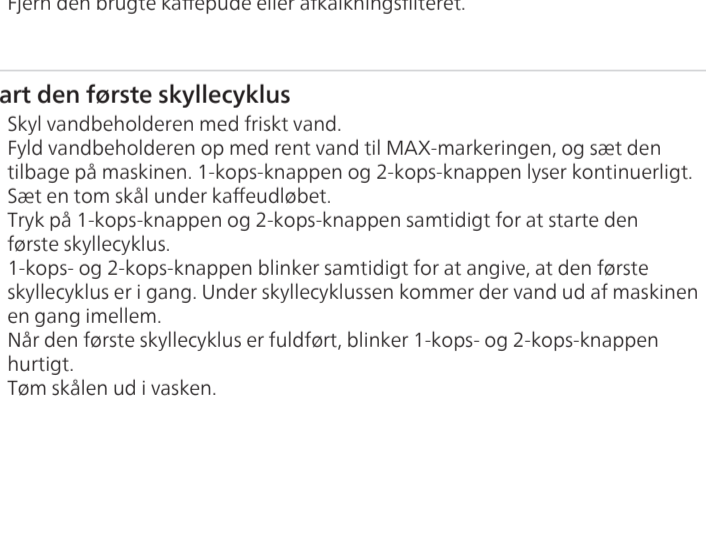 Fjern den brugte kaffepude eller afkalkningsfilteret.
art den første skyllecyklus
Skyl vandbeholderen med friskt vand.
Fyld vandbeholderen op med rent vand til MAX-markeringen, og sæt den
tilbage på maskinen. 1-kops-knappen og 2-kops-knappen lyser kontinuerligt.
Sæt en tom skål under kaffeudløbet.
Tryk på 1-kops-knappen og 2-kops-knappen samtidigt for at starte den
første skyllecyklus.
1-kops- og 2-kops-knappen blinker samtidigt for at angive, at den første
skyllecyklus er i gang. Under skyllecyklussen kommer der vand ud af maskinen
en gang imellem.
Når den første skyllecyklus er fuldført, blinker 1-kops- og 2-kops-knappen
hurtigt.
Tøm skålen ud i vasken.